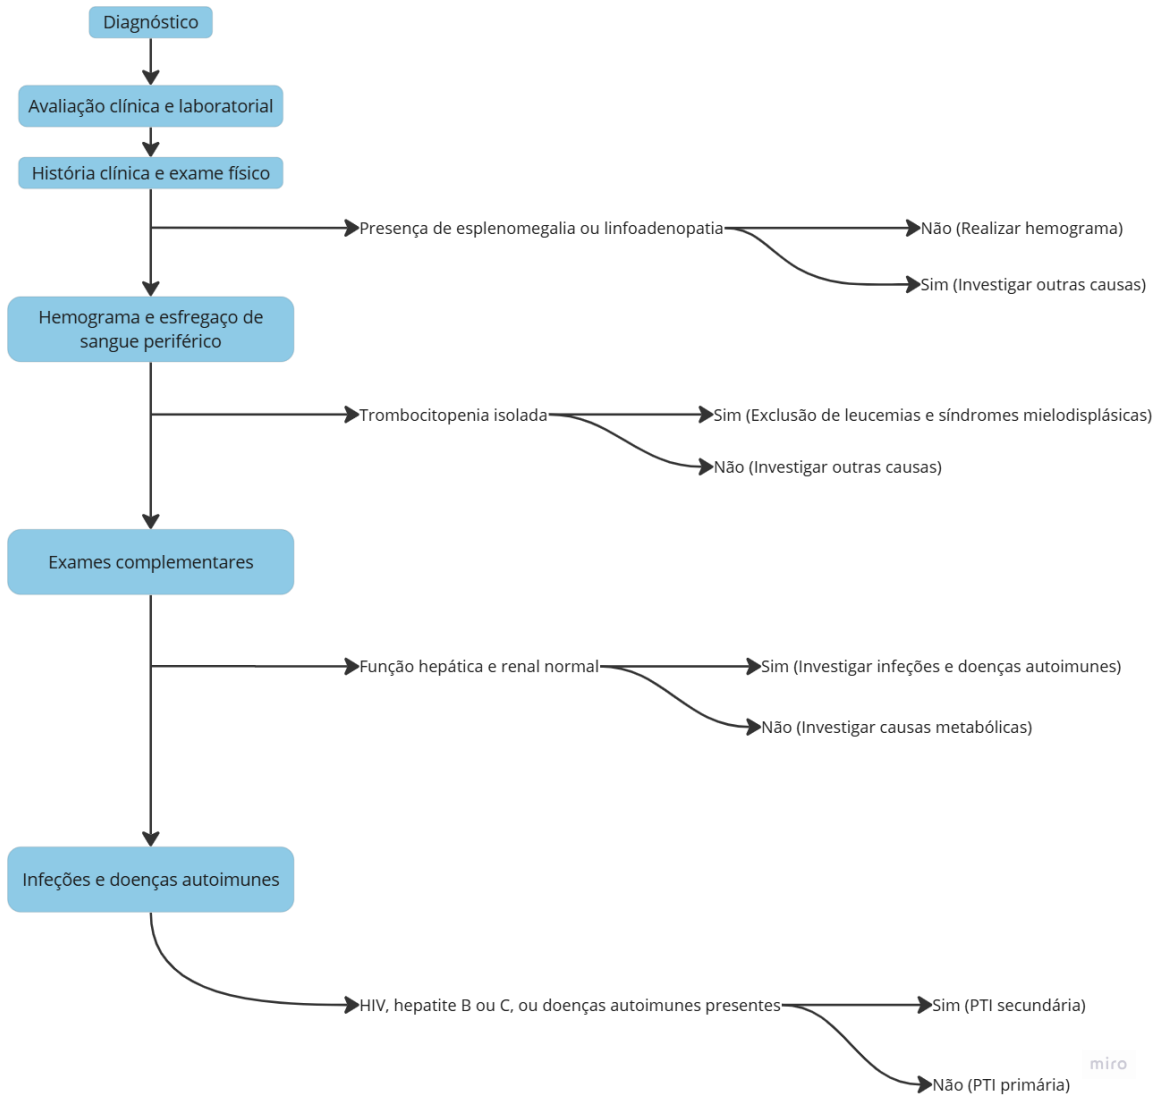 Diagnóstico
Avaliação clínica e laboratorial
História clínica e exame físico
Presença de esplenomegalia ou linfoadenopatia
Não (Realizar hemograma)
Sim (Investigar outras causas)
Hemograma e esfregaço de
sangue periférico
Trombocitopenia isolada
Sim (Exclusão de leucemias e síndromes mielodisplásicas)
Não (Investigar outras causas)
Exames complementares
Função hepática e renal normal
Sim (Investigar infeções e doenças autoimunes)
Não (Investigar causas metabólicas)
Infeções e doenças autoimunes
HIV, hepatite B ou C, ou doenças autoimunes presentes
Sim (PTI secundária)
Não (PTI primária)
miro